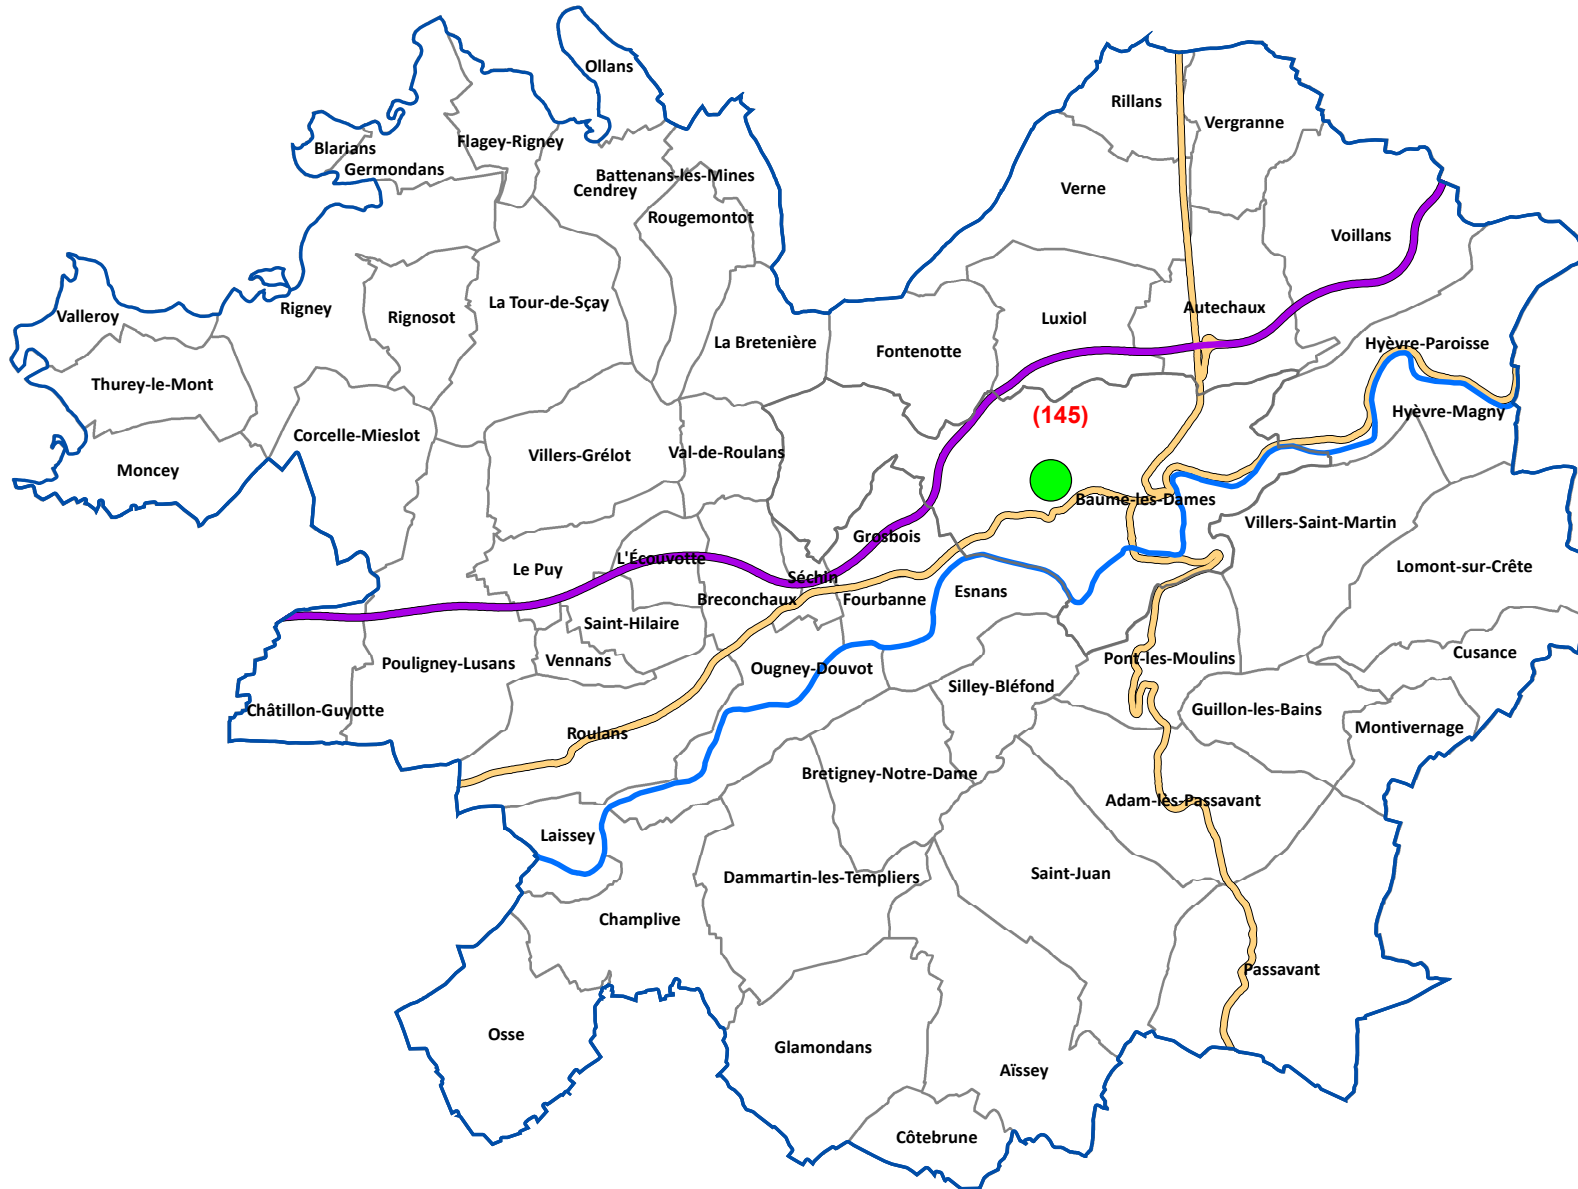 Ollans
Rillans
Vergranne
Blarians
Flagey-Rigney
Germondans
Battenans-les-Mines
Cendrey
Verne
Rougemontot
Voillans
La Tour-de-Sçay
Rigney
Autechaux
Valleroy
Rignosot
Luxiol
La Bretenière
Hyèvre-Paroisse
Fontenotte
Thurey-le-Mont
(145)
Hyèvre-Magny
Corcelle-Mieslot
Villers-Grélot
Val-de-Roulans
Moncey
Baume-les-Dames
Villers-Saint-Martin
Grosbois
L'Écouvotte
Lomont-sur-Crête
Le Puy
Séchin
Esnans
Breconchaux
Fourbanne
Saint-Hilaire
Cusance
Pont-les-Moulins
Vennans
Pouligney-Lusans
Ougney-Douvot
Silley-Bléfond
Châtillon-Guyotte
Guillon-les-Bains
Montivernage
Roulans
Bretigney-Notre-Dame
Adam-lès-Passavant
Laissey
Saint-Juan
Dammartin-les-Templiers
Champlive
Passavant
Osse
Glamondans
Aïssey
Côtebrune